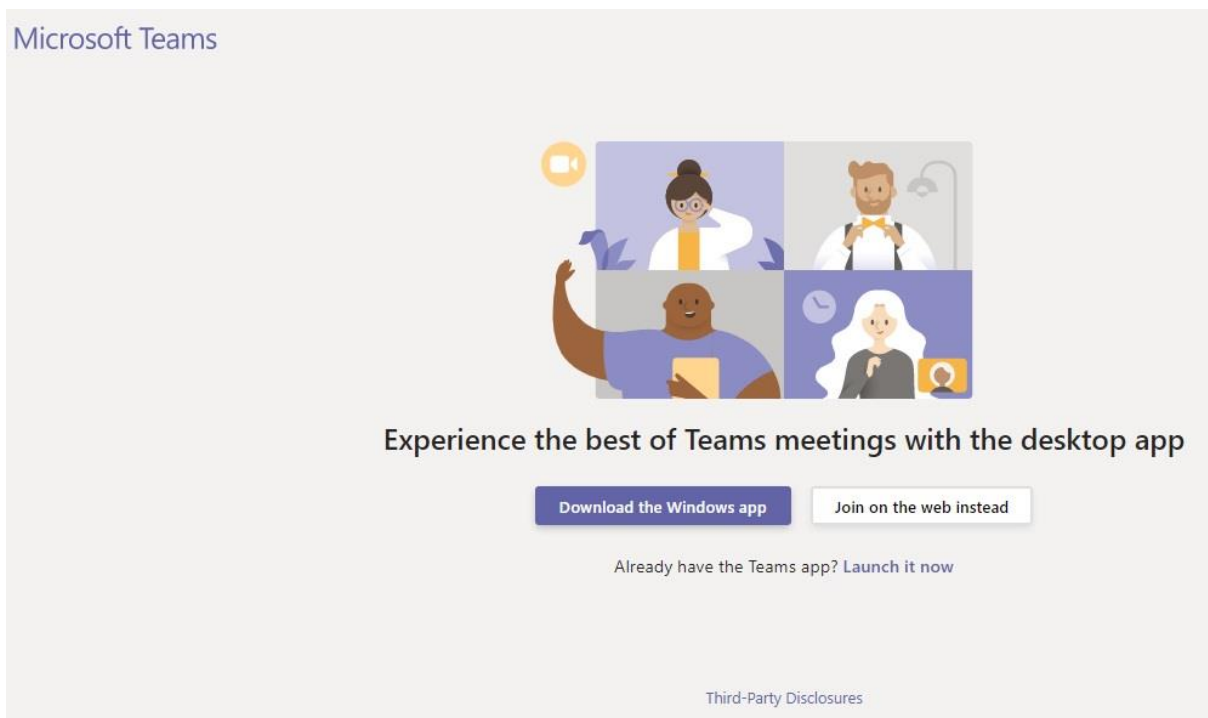 Microsoft Teams
Experience the best of Teams meetings with the desktop app
Download the Windows app
Join on the web instead
Already have the Teams app? Launch it now
Third-Party Disclosures